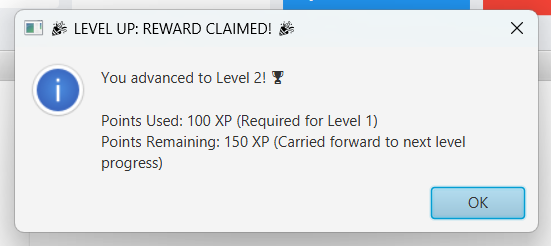 🎉 LEVEL UP: REWARD CLAIMED! 🎉
You advanced to Level 2! 🏆
Points Used: 100 XP (Required for Level 1)
Points Remaining: 150 XP (Carried forward to next level
progress)
OK